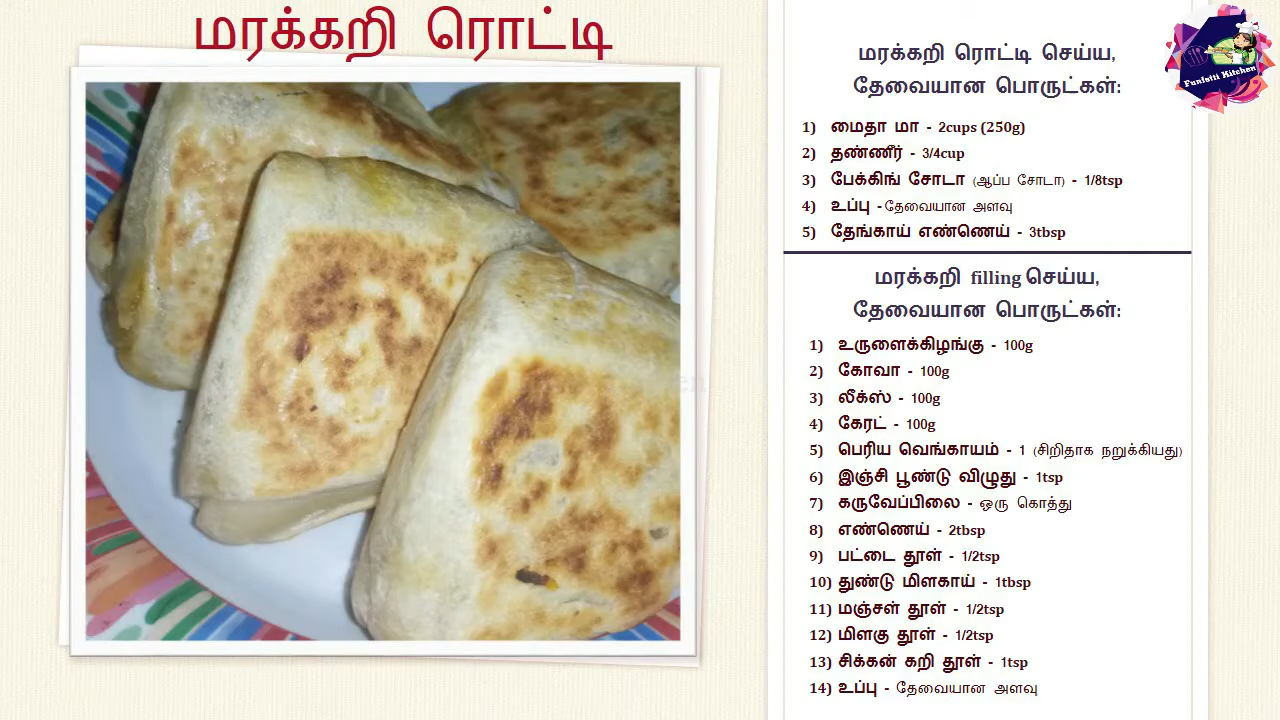 மரக்கறி ரொட்டி
மரக்கறி ரொட்டி செய்ய,
தேவையான பொருட்கள்:
1) மைதா மா - 2cups (250g)
2) தண்ணீர் - 3/4cup
3) பேக்கிங் சோடா (ஆப்ப சோடா) - 1/8tsp
4) உப்பு - தேவையான அளவு
5) தேங்காய் எண்ணெய் - 3tbsp
மரக்கறி filling செய்ய,
தேவையான பொருட்கள்:
1) உருளைக்கிழங்கு - 100g
2) கோவா - 100g
3) லீக்ஸ் - 100g
4) கேரட் - 100g
5) பெரிய வெங்காயம் - 1 (சிறிதாக நறுக்கியது)
6) இஞ்சி பூண்டு விழுது - 1tsp
7) கருவேப்பிலை - ஒரு கொத்து
8) எண்ணெய் - 2tbsp
9) பட்டை தூள் - 1/2tsp
10) துண்டு மிளகாய் - 1tbsp
11) மஞ்சள் தூள் - 1/2tsp
12) மிளகு தூள் - 1/2tsp
13) சிக்கன் கறி தூள் - 1tsp
14) உப்பு - தேவையான அளவு
Funfetti Kitchen